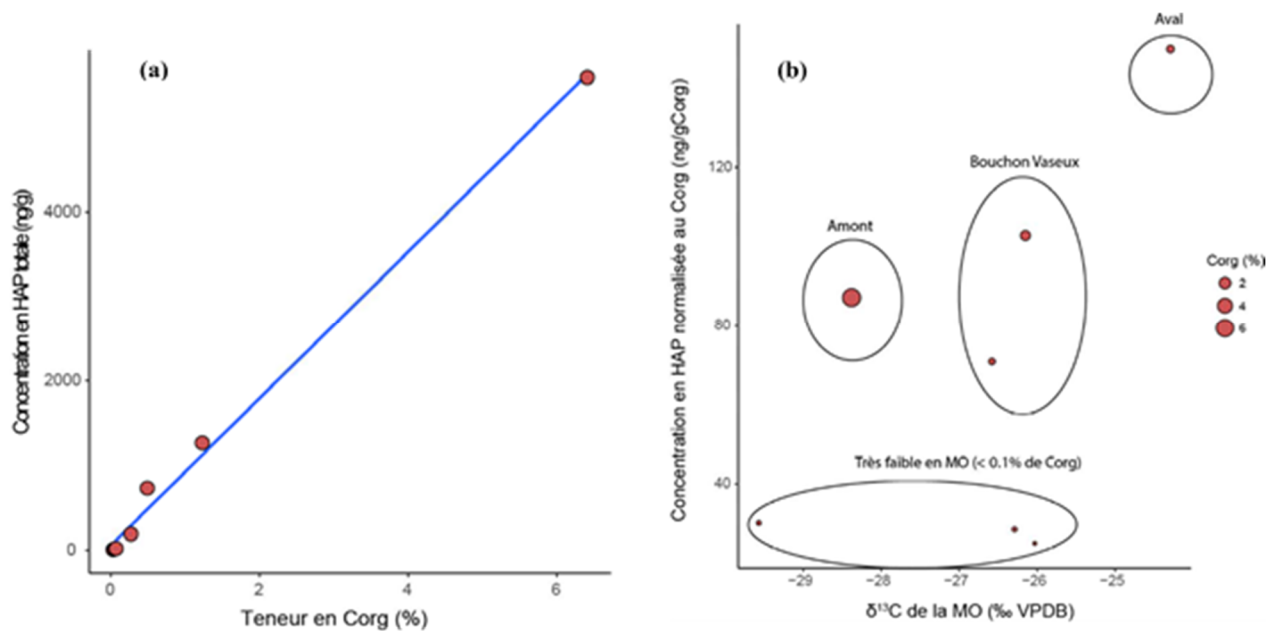 (a)
Concentration en HAP totale (ng/g)
4000
2000
0
0 2 4 6
Teneur en Corg (%)
(b)
Concentration en HAP normalisée au Corg (ng/gCorg)
Aval
120
Bouchon Vaseux
Amont
Corg (%)
2
4
6
80
Très faible en MO (< 0.1% de Corg)
40
−29 −28 −27 −26 −25
δ¹³C de la MO (‰ VPDB)